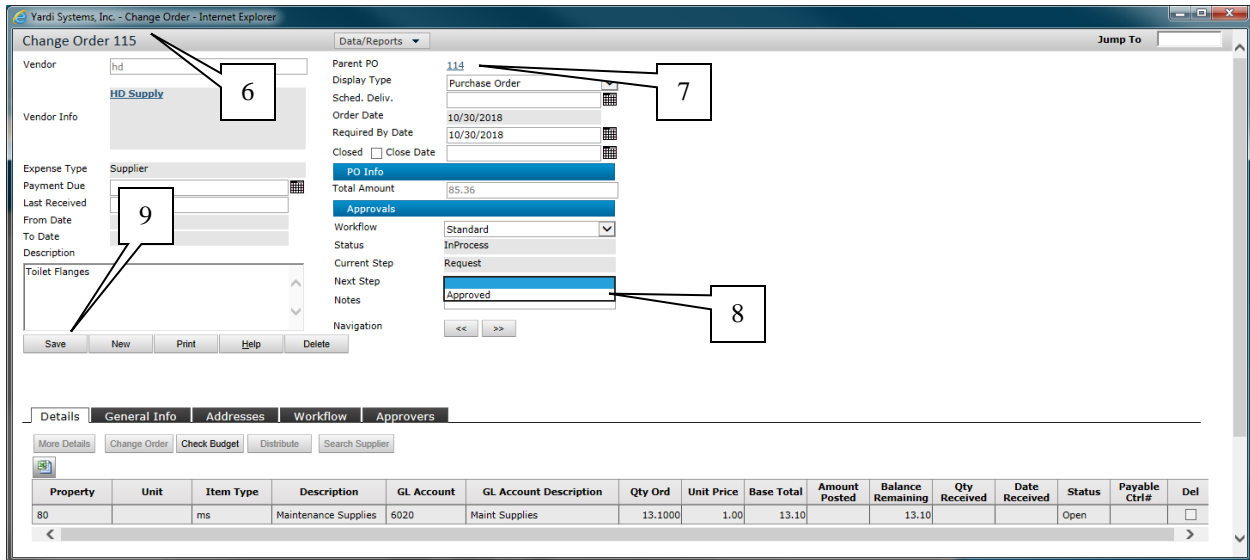 Yardi Systems, Inc. - Change Order - Internet Explorer
Change Order 115
Data/Reports
Jump To
Vendor
hd
HD Supply
Vendor Info
Expense Type Supplier
Payment Due
Last Received
From Date
To Date
Description
Toilet Flanges
Parent PO 114
Display Type Purchase Order
Sched. Deliv.
Order Date 10/30/2018
Required By Date 10/30/2018
Closed Close Date
PO Info
Total Amount 85.36
Approvals
Workflow Standard
Status InProcess
Current Step Request
Next Step
Approved
Notes
Navigation << >>
6
7
8
9
Save New Print Help Delete
Details General Info Addresses Workflow Approvers
More Details Change Order Check Budget Distribute Search Supplier
Property Unit Item Type Description GL Account GL Account Description Qty Ord Unit Price Base Total Amount Posted Balance Remaining Qty Received Date Received Status Payable Ctrl# Del
80 ms Maintenance Supplies 6020 Maint Supplies 13.1000 1.00 13.10 13.10 Open